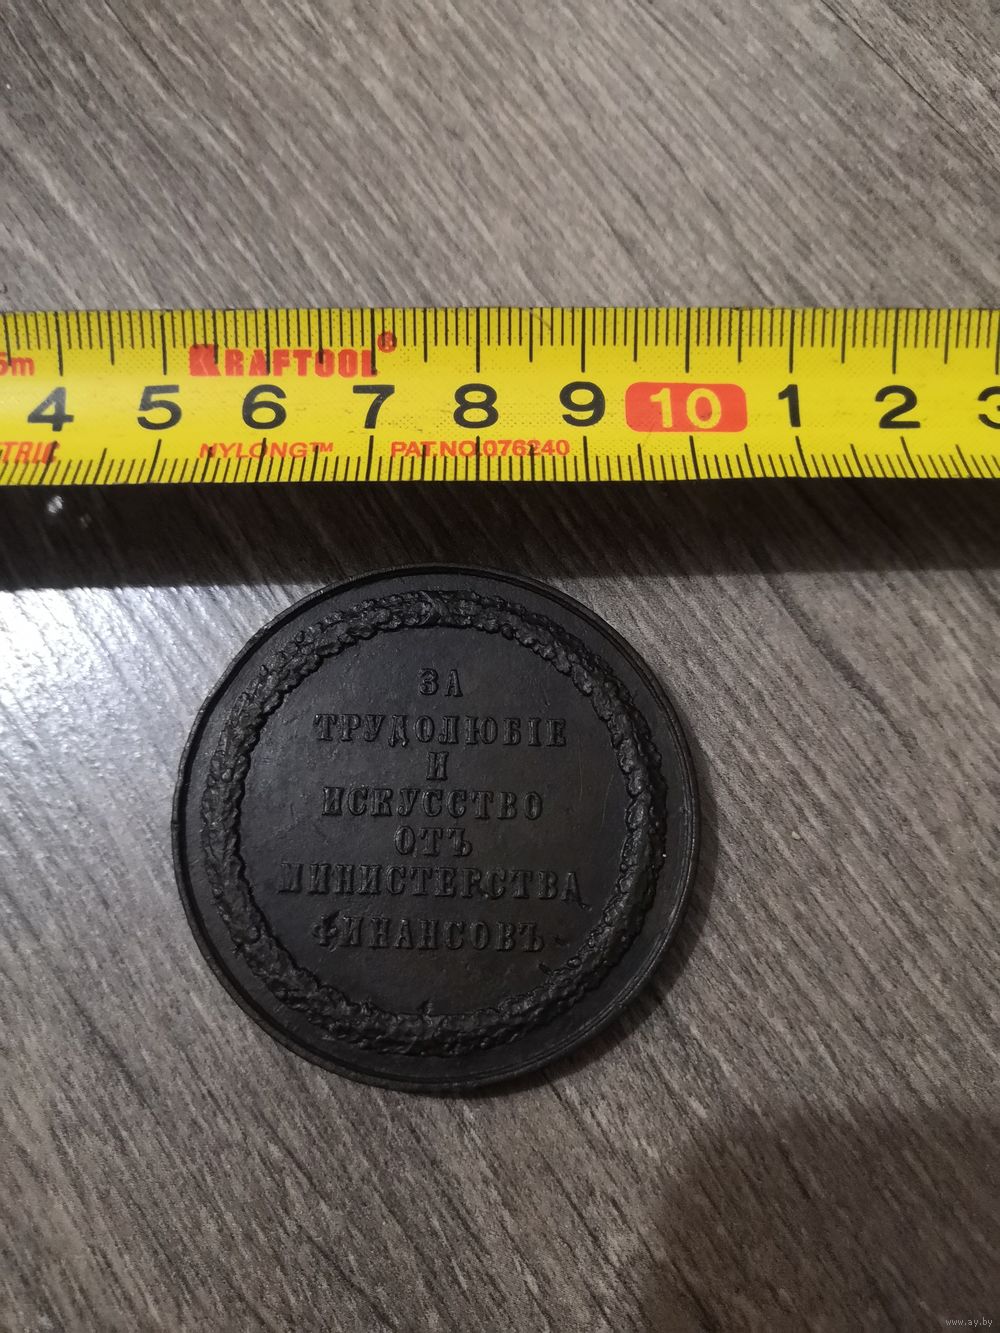 5m
KRAFTOOL®
4 5 6 7 8 9 10 1 2 3
METRIC NYLONG™ PAT.NO.076240
ЗА
ТРУДОЛЮБІЕ
И
ИСКУССТВО
ОТЪ
МИНИСТЕРСТВА
ФИНАНСОВЪ
www.ay.by